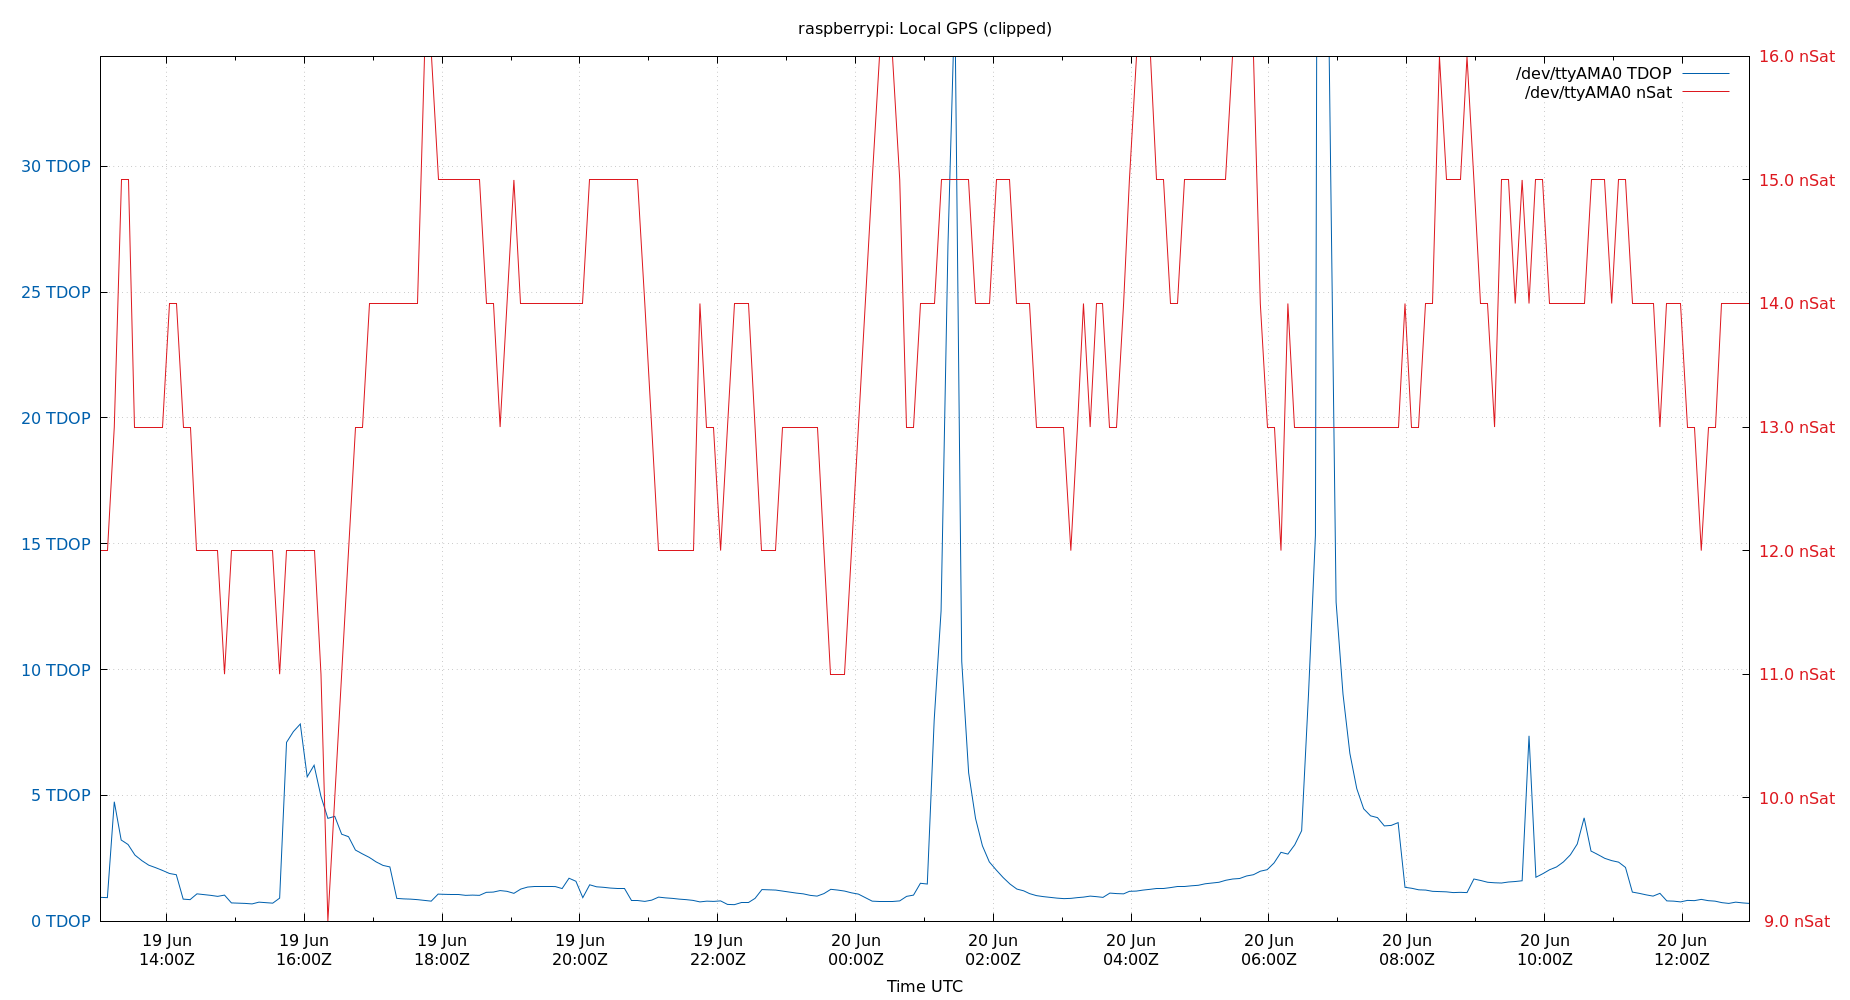 raspberrypi: Local GPS (clipped)
/dev/ttyAMA0 TDOP
/dev/ttyAMA0 nSat
30 TDOP
25 TDOP
20 TDOP
15 TDOP
10 TDOP
5 TDOP
0 TDOP
16.0 nSat
15.0 nSat
14.0 nSat
13.0 nSat
12.0 nSat
11.0 nSat
10.0 nSat
9.0 nSat
19 Jun 19 Jun 19 Jun 19 Jun 19 Jun 20 Jun 20 Jun 20 Jun 20 Jun 20 Jun 20 Jun 20 Jun
14:00Z 16:00Z 18:00Z 20:00Z 22:00Z 00:00Z 02:00Z 04:00Z 06:00Z 08:00Z 10:00Z 12:00Z
Time UTC